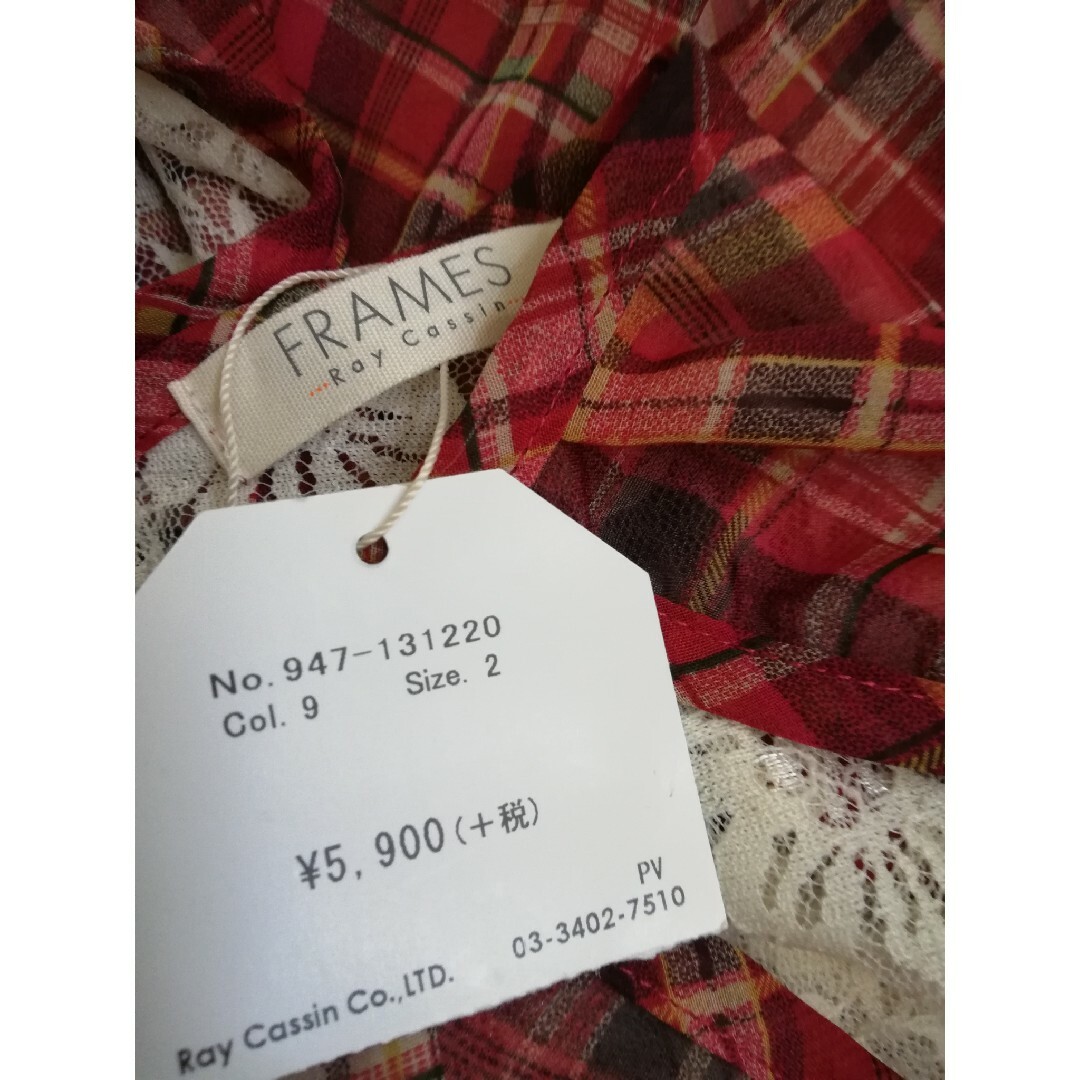 FRAMES
...Ray Cassin...
No. 947-131220
Col. 9 Size. 2
¥5,900(+税)
PV
03-3402-7510
Ray Cassin Co.,LTD.